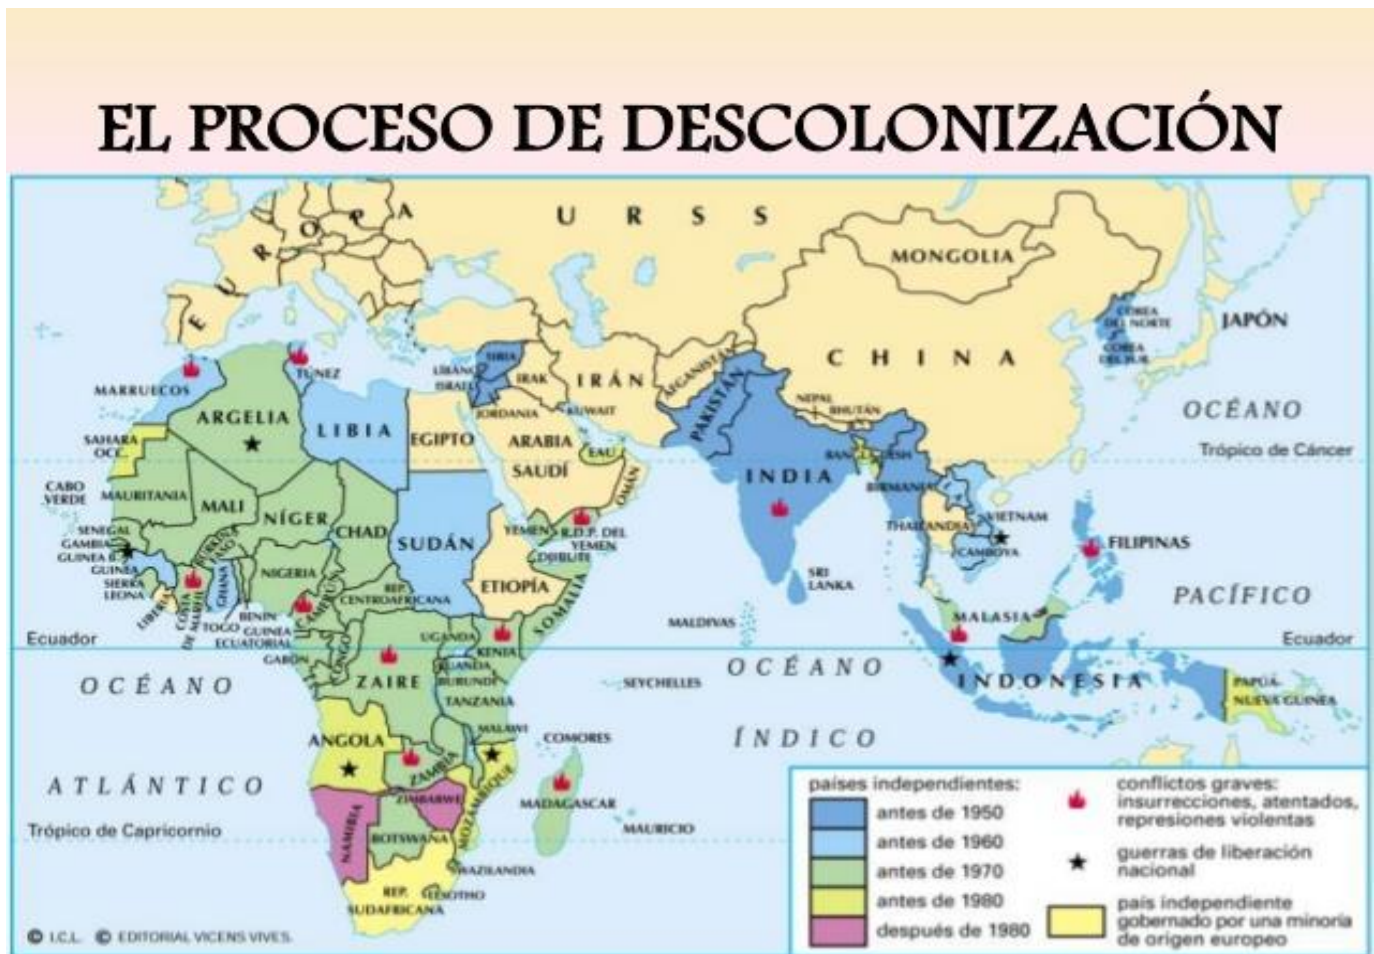 EL PROCESO DE DESCOLONIZACIÓN
EUROPA
URSS
MONGOLIA
CHINA
COREA
DEL NORTE
COREA
DEL SUR
JAPÓN
MARRUECOS
TÚNEZ
ARGELIA
LIBIA
EGIPTO
SAHARA
OCC.
SIRIA
LÍBANO
ISRAEL
JORDANIA
IRAK
KUWAIT
IRÁN
AFGANISTÁN
PAKISTÁN
NEPAL
BHUTÁN
ARABIA
SAUDÍ
EAU
OMÁN
INDIA
BANGLADESH
BIRMANIA
THAILANDIA
VIETNAM
CAMBOYA
FILIPINAS
OCÉANO
Trópico de Cáncer
PACÍFICO
CABO
VERDE
MAURITANIA
MALI
NÍGER
CHAD
SUDÁN
SENEGAL
GAMBIA
GUINEA B.
GUINEA
SIERRA
LEONA
LIBERIA
COSTA
DE MARFIL
BURKINA
FASO
GHANA
TOGO
BENIN
NIGERIA
CAMERÚN
GUINEA
ECUATORIAL
REP.
CENTROAFRICANA
ETIOPÍA
YEMEN
R.D.P. DEL
YEMEN
DJIBUTI
SOMALIA
SRI
LANKA
MALDIVAS
MALASIA
Ecuador
Ecuador
GABÓN
CONGO
ZAIRE
UGANDA
KENIA
RUANDA
BURUNDI
TANZANIA
SEYCHELLES
OCÉANO
INDONESIA
PAPÚA-
NUEVA GUINEA
OCÉANO
ATLÁNTICO
ANGOLA
ZAMBIA
MALAWI
MOZAMBIQUE
COMORES
ÍNDICO
MADAGASCAR
MAURICIO
ZIMBABWE
NAMIBIA
BOTSWANA
Trópico de Capricornio
SWAZILANDIA
LESOTHO
REP.
SUDAFRICANA
© I.C.L. © EDITORIAL VICENS VIVES.
países independientes:
antes de 1950
antes de 1960
antes de 1970
antes de 1980
después de 1980
conflictos graves:
insurrecciones, atentados,
represiones violentas
guerras de liberación
nacional
país independiente
gobernado por una minoría
de origen europeo